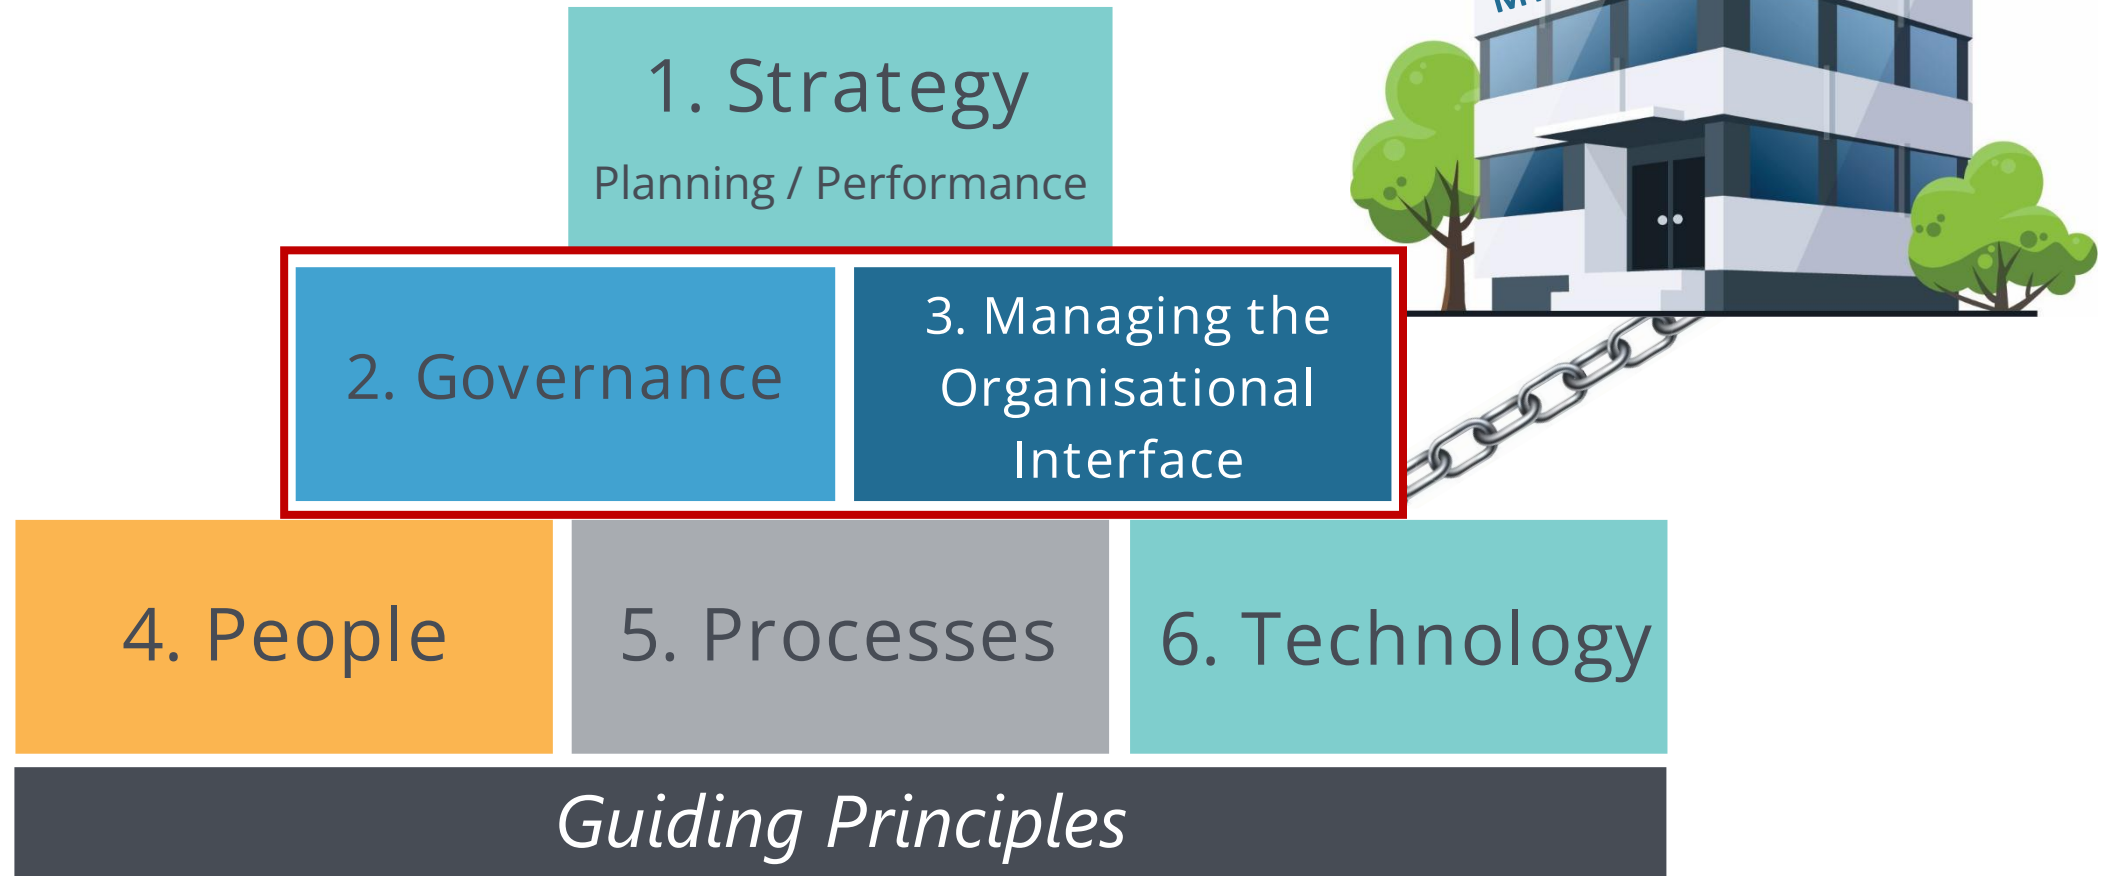 1. Strategy
Planning / Performance
2. Governance
3. Managing the
Organisational
Interface
4. People
5. Processes
6. Technology
Guiding Principles